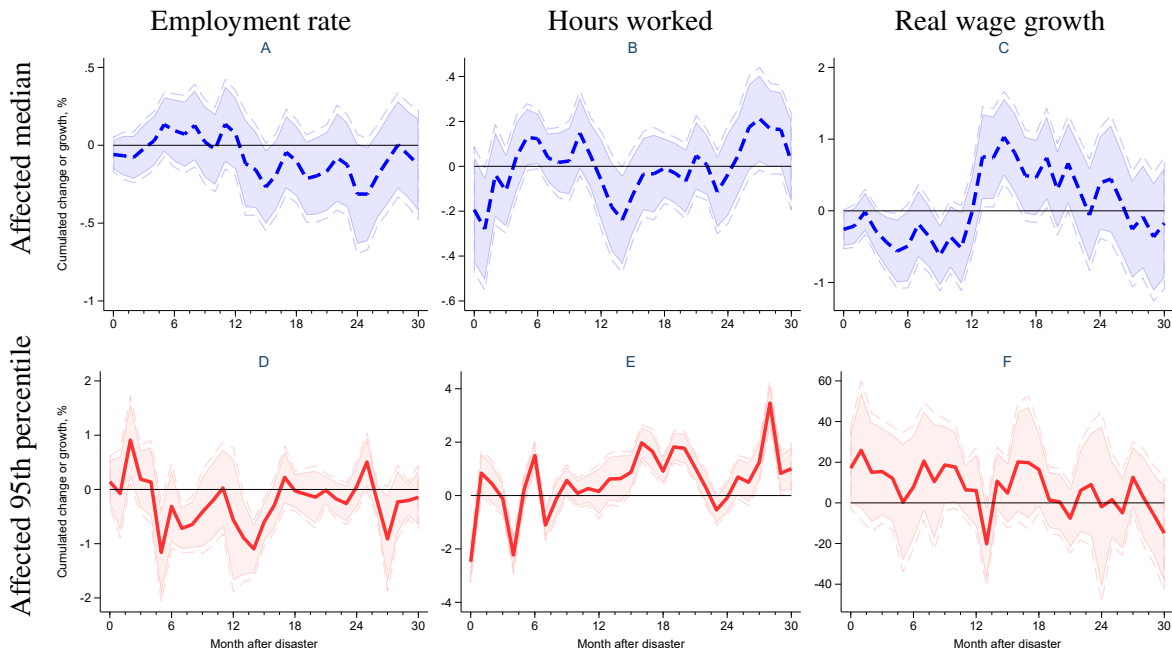 Employment rate Hours worked Real wage growth
A B C
Affected median
Cumulated change or growth, %
.5
0
-.5
-1
0 6 12 18 24 30
.4
.2
0
-.2
-.4
-.6
0 6 12 18 24 30
2
1
0
-1
0 6 12 18 24 30
D E F
Affected 95th percentile
Cumulated change or growth, %
2
1
0
-1
-2
0 6 12 18 24 30
Month after disaster
4
2
0
-2
-4
0 6 12 18 24 30
Month after disaster
60
40
20
0
-20
-40
0 6 12 18 24 30
Month after disaster